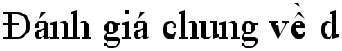 Đánh giá chung về d